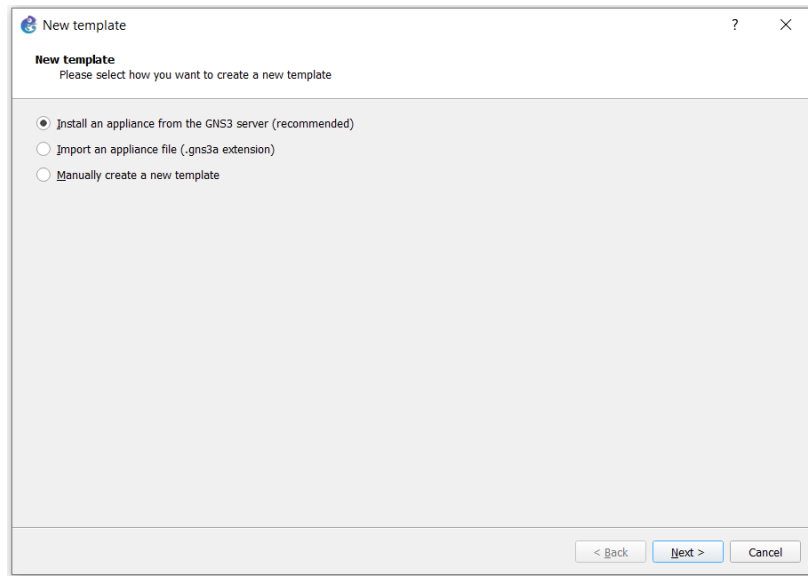 New template
New template
Please select how you want to create a new template
Install an appliance from the GNS3 server (recommended)
Import an appliance file (.gns3a extension)
Manually create a new template
< Back Next > Cancel